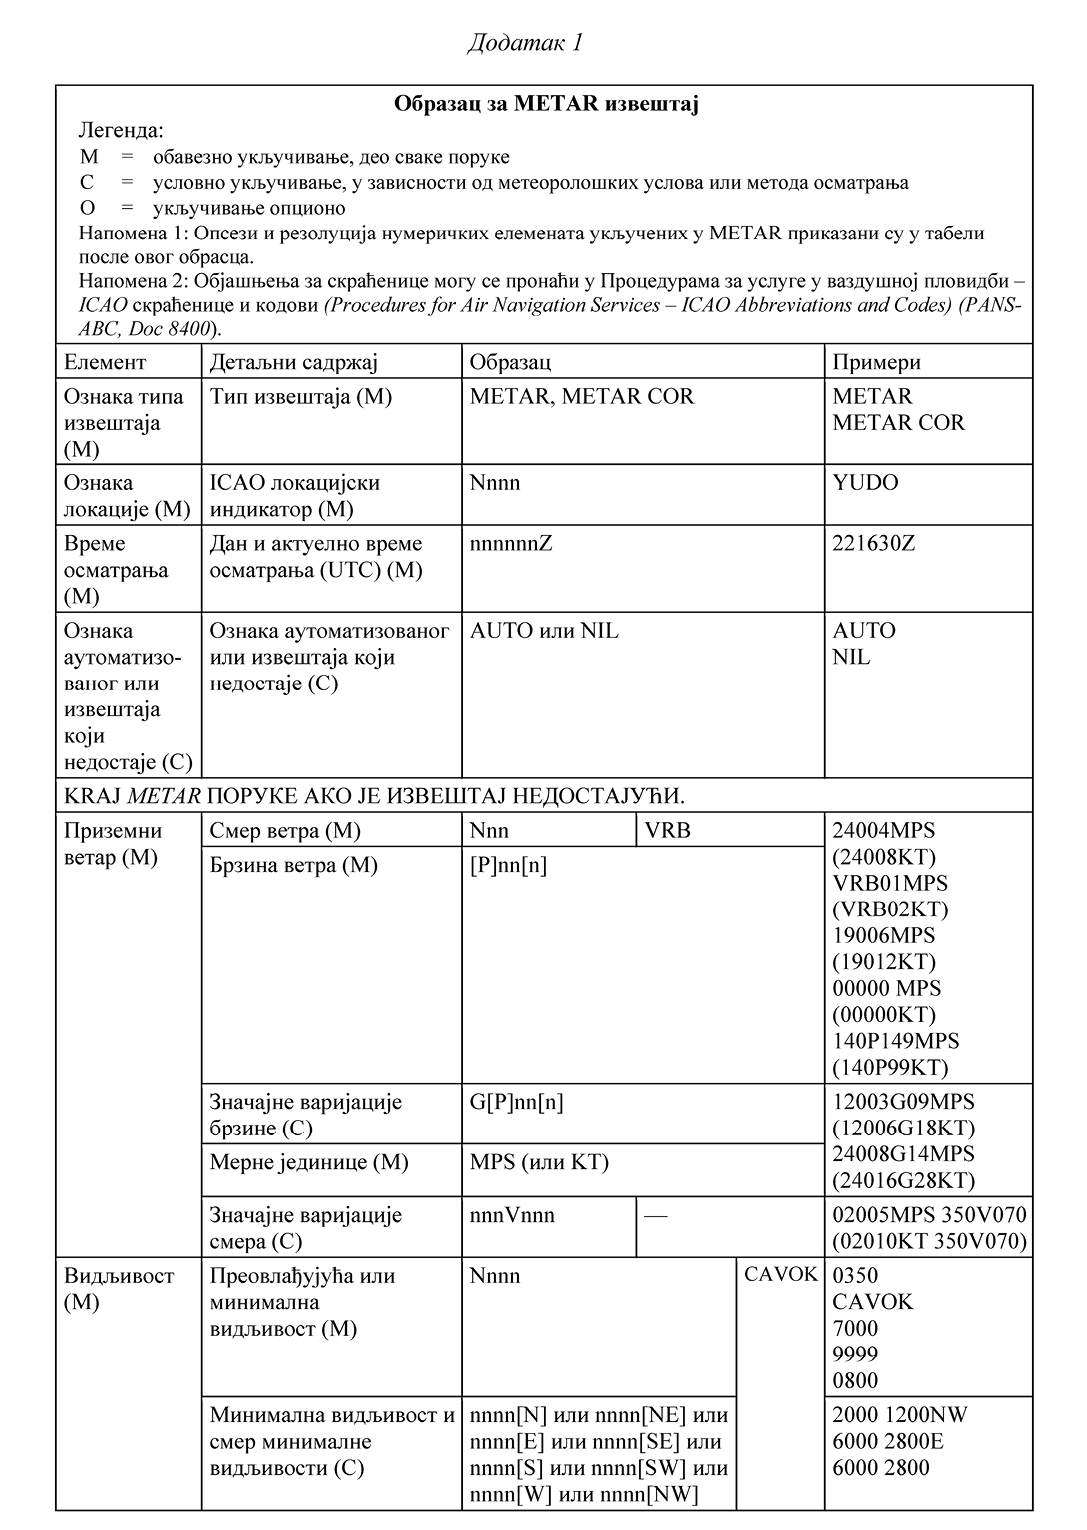 Додатак 1
Образац за METAR извештај
Легенда:
M = обавезно укључивање, део сваке поруке
C = условно укључивање, у зависности од метеоролошких услова или метода осматрања
O = укључивање опционо
Напомена 1: Опсези и резолуција нумеричких елемената укључених у METAR приказани су у табели
после овог обрасца.
Напомена 2: Објашњења за скраћенице могу се пронаћи у Процедурама за услуге у ваздушној пловидби –
ICAO скраћенице и кодови (Procedures for Air Navigation Services – ICAO Abbreviations and Codes) (PANS-
ABC, Doc 8400).
Елемент Детаљни садржај Образац Примери
Ознака типа
извештаја
(M)
Тип извештаја (M)
METAR, METAR COR
METAR
METAR COR
Ознака
локације (M)
ICAO локацијски
индикатор (M)
Nnnn
YUDO
Време
осматрања
(M)
Дан и актуелно време
осматрања (UTC) (M)
nnnnnnZ
221630Z
Ознака
аутоматизо-
ваног или
извештаја
који
недостаје (C)
Ознака аутоматизованог
или извештаја који
недостаје (C)
AUTO или NIL
AUTO
NIL
KRAJ METAR ПОРУКЕ АКО ЈЕ ИЗВЕШТАЈ НЕДОСТАЈУЋИ.
Приземни
ветар (M)
Смер ветра (M)
Nnn
VRB
Брзина ветра (M)
[P]nn[n]
24004MPS
(24008KT)
VRB01MPS
(VRB02KT)
19006MPS
(19012KT)
00000 MPS
(00000KT)
140P149MPS
(140P99KT)
Значајне варијације
брзине (C)
G[P]nn[n]
Мерне јединице (M)
MPS (или KT)
12003G09MPS
(12006G18KT)
24008G14MPS
(24016G28KT)
Значајне варијације
смера (C)
nnnVnnn
—
02005MPS 350V070
(02010KT 350V070)
Видљивост
(M)
Преовлађујућа или
минимална
видљивост (M)
Nnnn
CAVOK
0350
CAVOK
7000
9999
0800
Минимална видљивост и
смер минималне
видљивости (C)
nnnn[N] или nnnn[NE] или
nnnn[E] или nnnn[SE] или
nnnn[S] или nnnn[SW] или
nnnn[W] или nnnn[NW]
2000 1200NW
6000 2800E
6000 2800